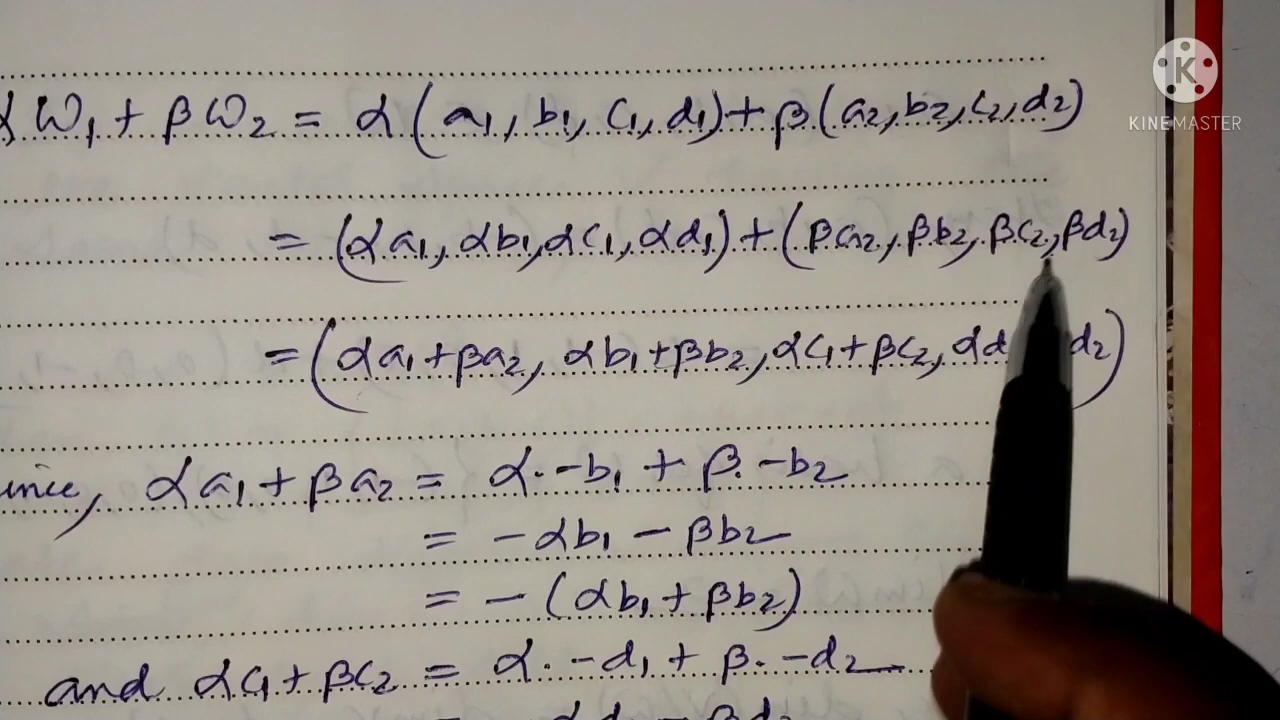 αW₁ + βW₂ = α(a₁, b₁, c₁, d₁) + β(a₂, b₂, c₂, d₂)
K
KINEMASTER
= (αa₁, αb₁, αc₁, αd₁) + (βa₂, βb₂, βc₂, βd₂)
= (αa₁ + βa₂, αb₁ + βb₂, αc₁ + βc₂, αd d₂)
αa₁ + βa₂ = α. -b₁ + β. -b₂
= -αb₁ - βb₂
= -(αb₁ + βb₂)
and αc₁ + βc₂ = α. -d₁ + β. -d₂